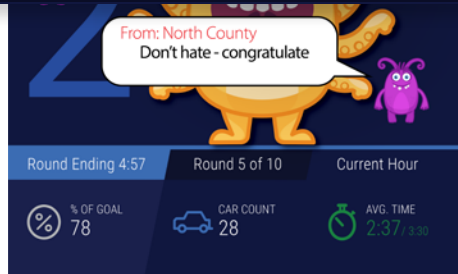 From: North County
Don't hate - congratulate
2
Round Ending 4:57
Round 5 of 10
Current Hour
% OF GOAL
78
CAR COUNT
28
AVG. TIME
2:37 / 3:30